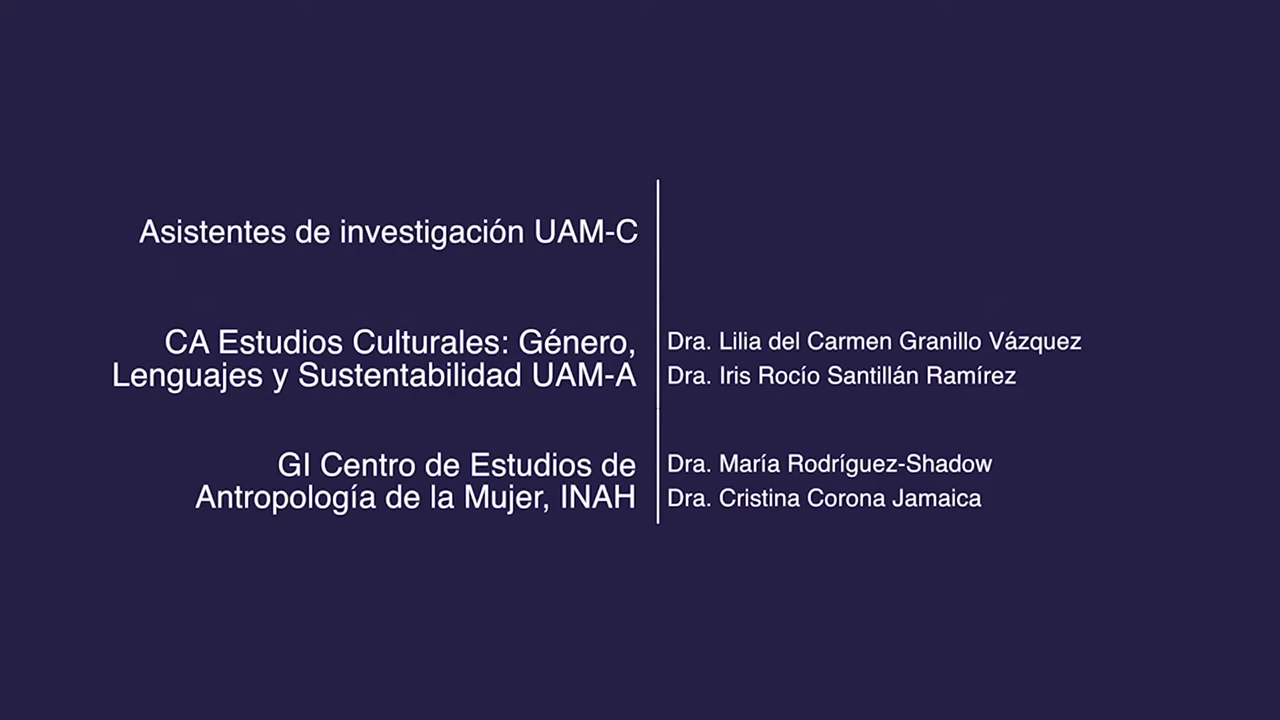 Asistentes de investigación UAM-C
CA Estudios Culturales: Género,
Lenguajes y Sustentabilidad UAM-A
Dra. Lilia del Carmen Granillo Vázquez
Dra. Iris Rocío Santillán Ramírez
GI Centro de Estudios de
Antropología de la Mujer, INAH
Dra. María Rodríguez-Shadow
Dra. Cristina Corona Jamaica